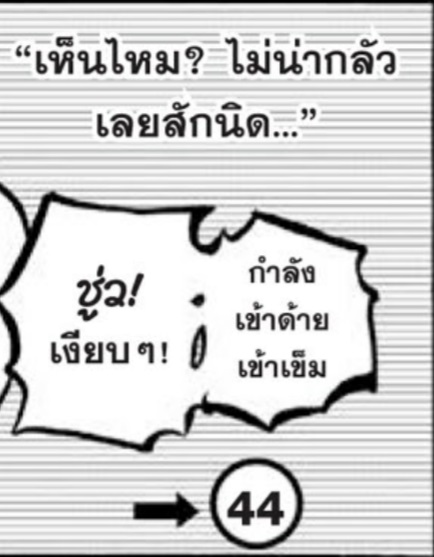 “เห็นไหม? ไม่น่ากลัว
เลยสักนิด...”
ชู่ว!
เงียบๆ!
กำลัง
เข้าด้าย
เข้าเข็ม
44